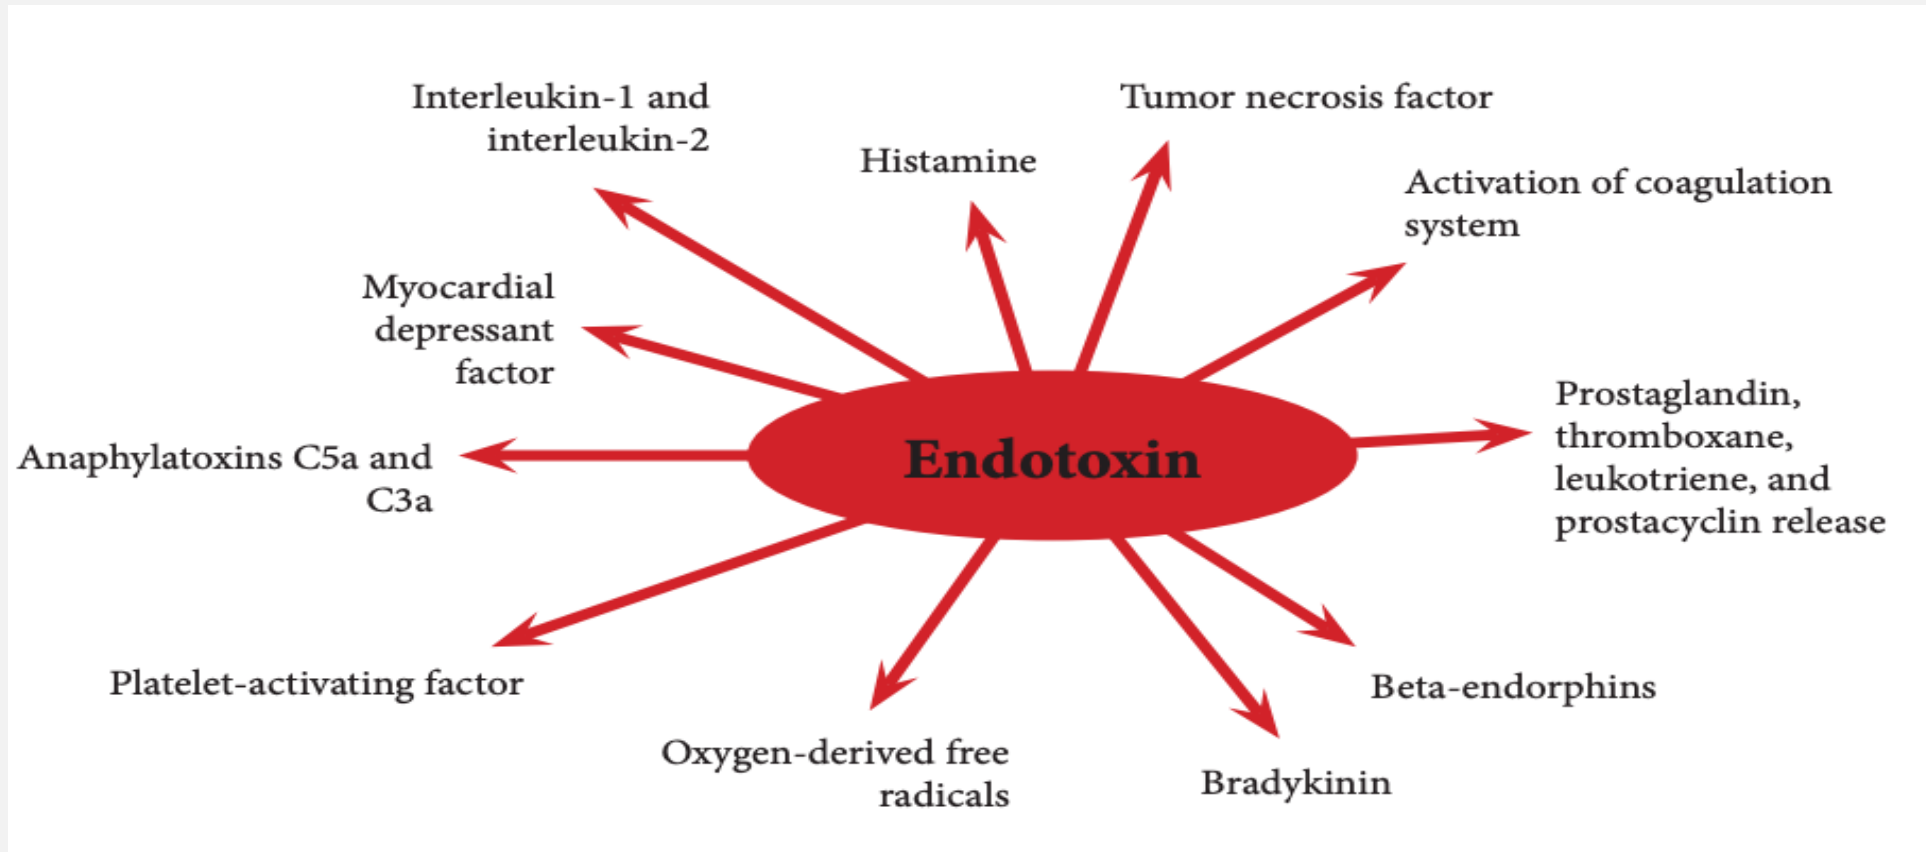 Interleukin-1 and
interleukin-2
Histamine
Tumor necrosis factor
Activation of coagulation
system
Myocardial
depressant
factor
Anaphylatoxins C5a and
C3a
Endotoxin
Prostaglandin,
thromboxane,
leukotriene, and
prostacyclin release
Platelet-activating factor
Oxygen-derived free
radicals
Bradykinin
Beta-endorphins